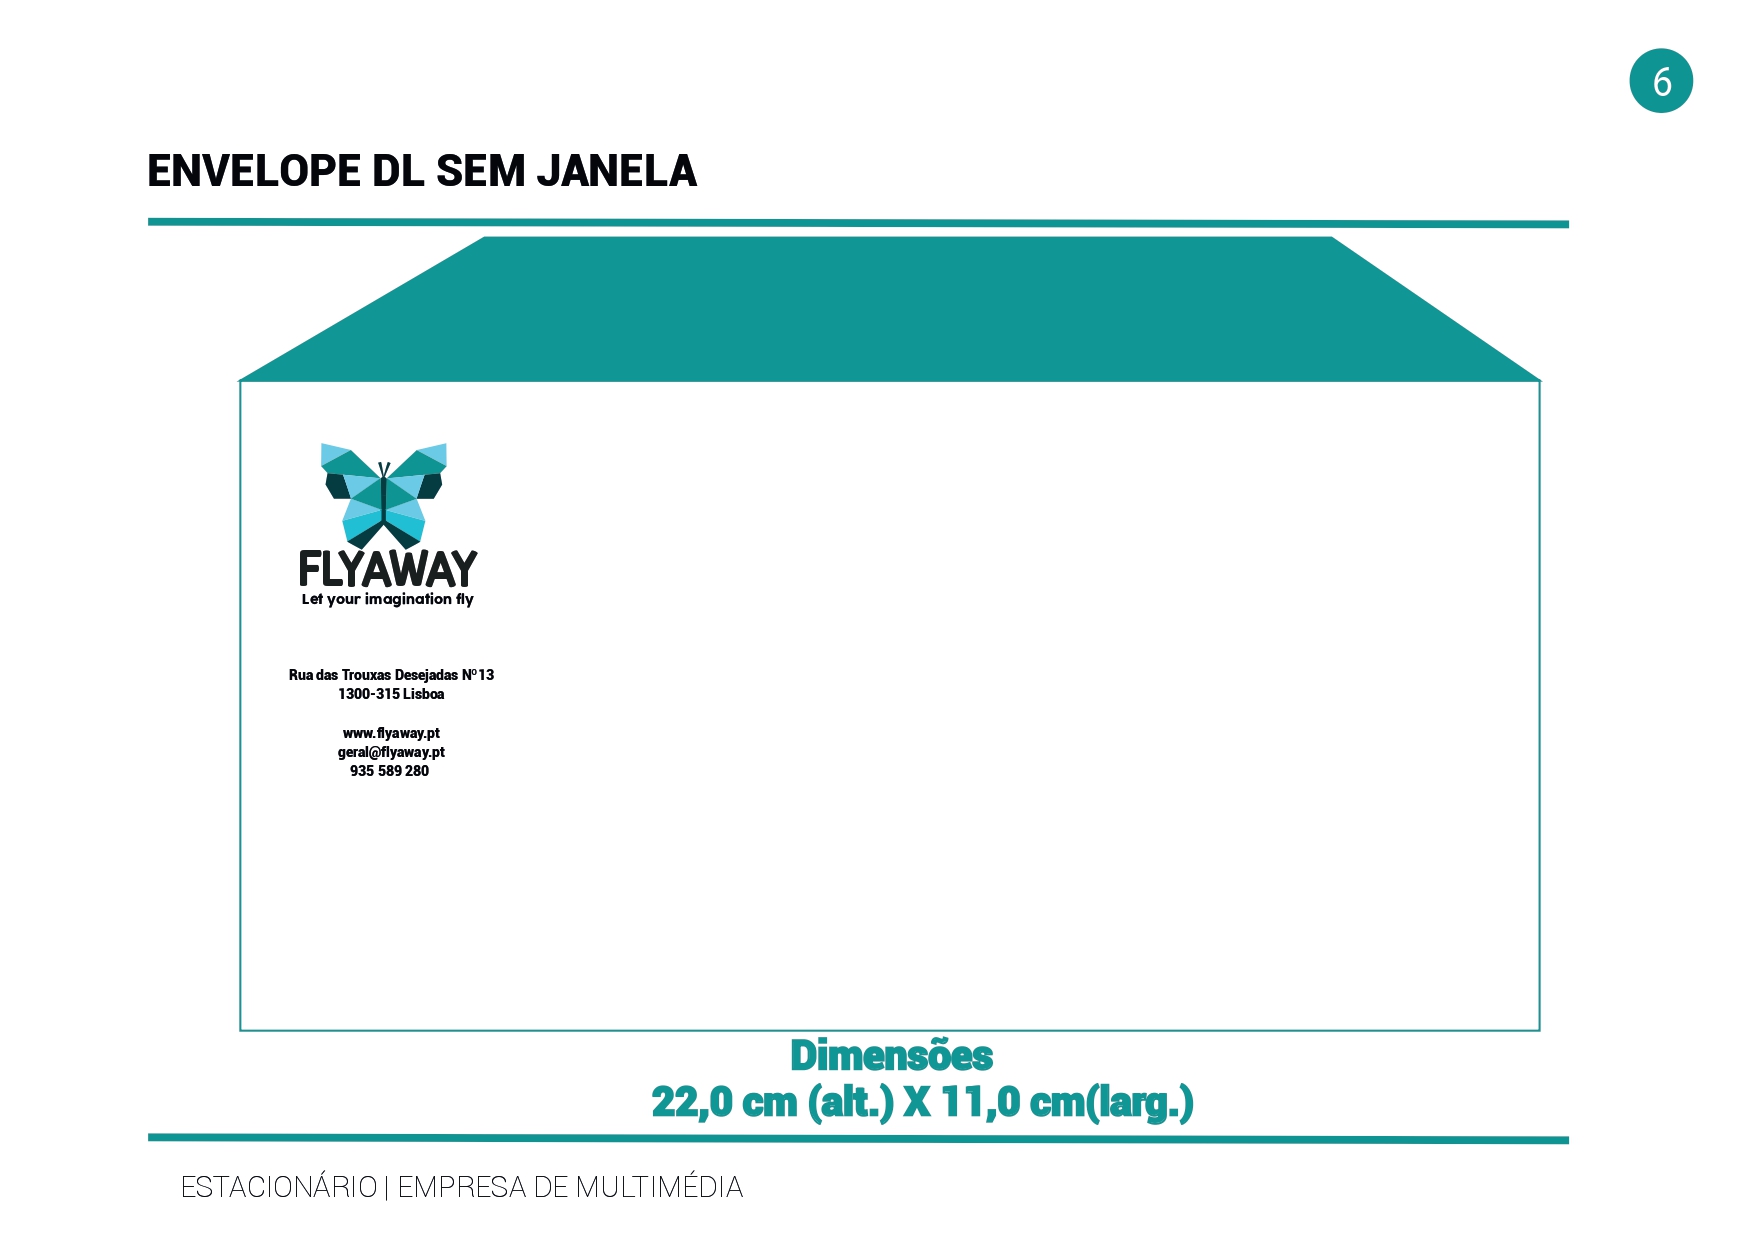 6
ENVELOPE DL SEM JANELA
FLYAWAY
Let your imagination fly
Rua das Trouxas Desejadas Nº13
1300-315 Lisboa
www.flyaway.pt
geral@flyaway.pt
935 589 280
Dimensões
22,0 cm (alt.) X 11,0 cm(larg.)
ESTACIONÁRIO | EMPRESA DE MULTIMÉDIA